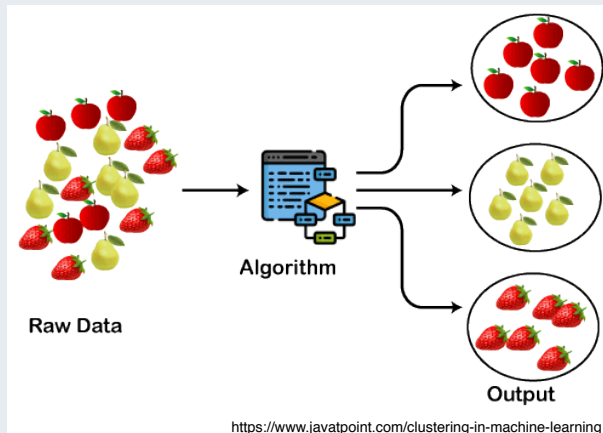 Raw Data
Algorithm
Output
https://www.javatpoint.com/clustering-in-machine-learning